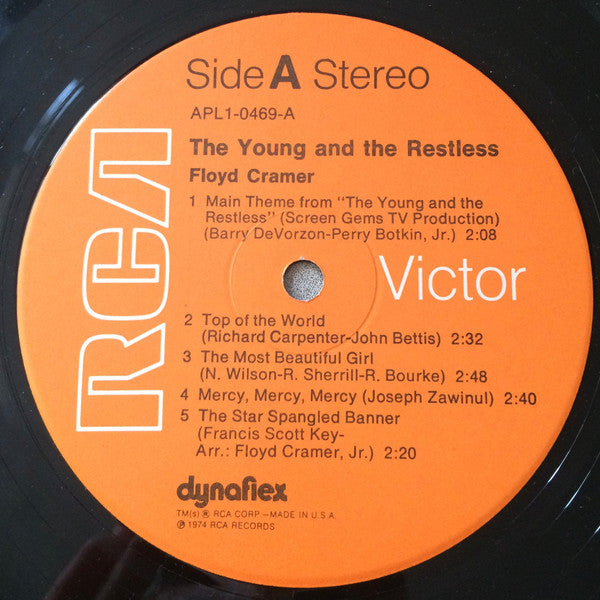 Side A Stereo
APL1-0469-A
The Young and the Restless
Floyd Cramer
1 Main Theme from "The Young and the
Restless" (Screen Gems TV Production)
(Barry DeVorzon-Perry Botkin, Jr.) 2:08
RCA
Victor
2 Top of the World
(Richard Carpenter-John Bettis) 2:32
3 The Most Beautiful Girl
(N. Wilson-R. Sherrill-R. Bourke) 2:48
4 Mercy, Mercy, Mercy (Joseph Zawinul) 2:40
5 The Star Spangled Banner
(Francis Scott Key-
Arr.: Floyd Cramer, Jr.) 2:20
dynaflex
TM(s) ® RCA CORP—MADE IN U.S.A.
℗ 1974 RCA RECORDS